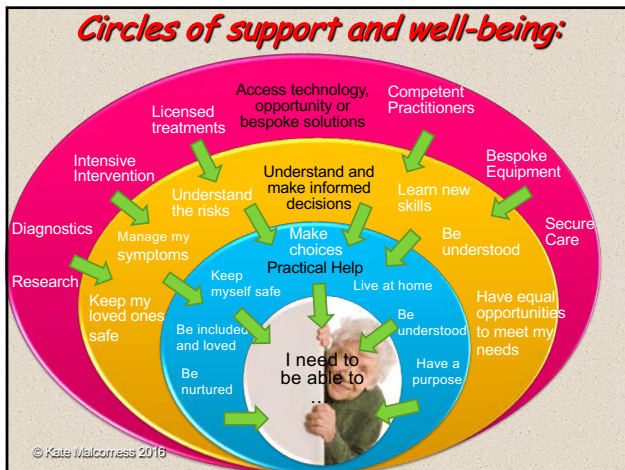 Circles of support and well-being:
Access technology,
opportunity or
bespoke solutions
Competent
Practitioners
Licensed
treatments
Intensive
Intervention
Bespoke
Equipment
Diagnostics
Secure
Care
Research
Understand and
make informed
decisions
Understand
the risks
Learn new
skills
Manage my
symptoms
Be
understood
Keep my
loved ones
safe
Have equal
opportunities
to meet my
needs
Make
choices
Practical Help
Keep
myself safe
Live at home
Be included
and loved
Be
understood
Be
nurtured
Have a
purpose
I need to
be able to
….
© Kate Malcomess 2016